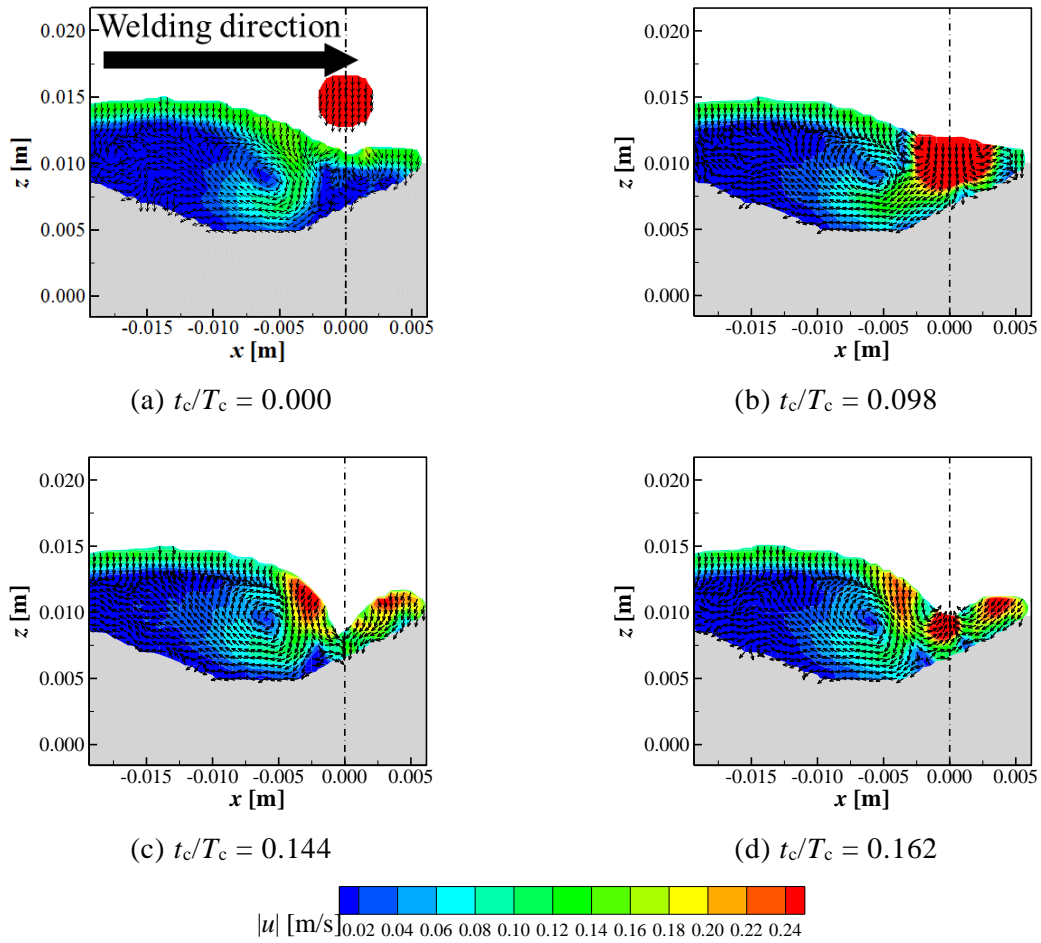 Welding direction
0.020
0.015
0.010
0.005
0.000
z [m]
-0.015 -0.010 -0.005 0.000 0.005
x [m]
(a) tc/Tc = 0.000
0.020
0.015
0.010
0.005
0.000
z [m]
-0.015 -0.010 -0.005 0.000 0.005
x [m]
(b) tc/Tc = 0.098
0.020
0.015
0.010
0.005
0.000
z [m]
-0.015 -0.010 -0.005 0.000 0.005
x [m]
(c) tc/Tc = 0.144
0.020
0.015
0.010
0.005
0.000
z [m]
-0.015 -0.010 -0.005 0.000 0.005
x [m]
(d) tc/Tc = 0.162
|u| [m/s] 0.02 0.04 0.06 0.08 0.10 0.12 0.14 0.16 0.18 0.20 0.22 0.24